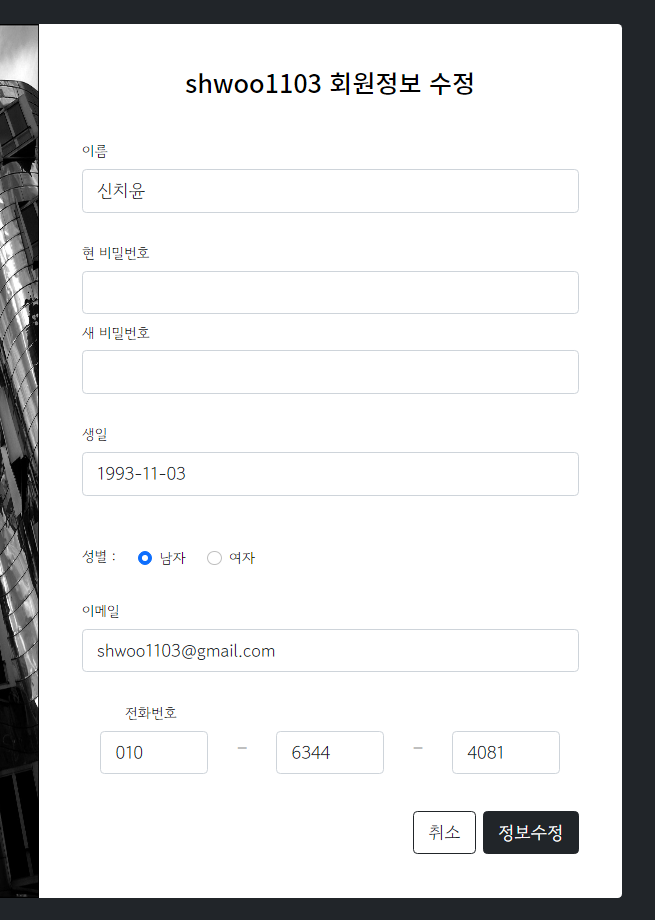 shwoo1103 회원정보 수정
이름
신치윤
현 비밀번호
새 비밀번호
생일
1993-11-03
성별 : 남자 여자
이메일
shwoo1103@gmail.com
전화번호
010 - 6344 - 4081
취소 정보수정